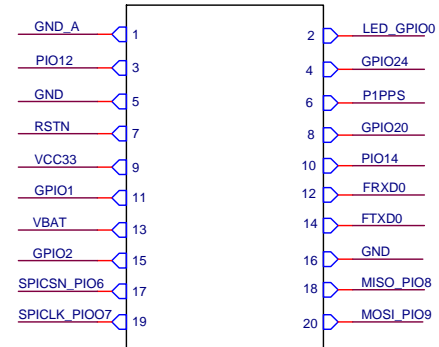 GND_A 1 2 LED_GPIO0
PIO12 3 4 GPIO24
GND 5 6 P1PPS
RSTN 7 8 GPIO20
VCC33 9 10 PIO14
GPIO1 11 12 FRXD0
VBAT 13 14 FTXD0
GPIO2 15 16 GND
SPICSN_PIO6 17 18 MISO_PIO8
SPICLK_PIOO7 19 20 MOSI_PIO9